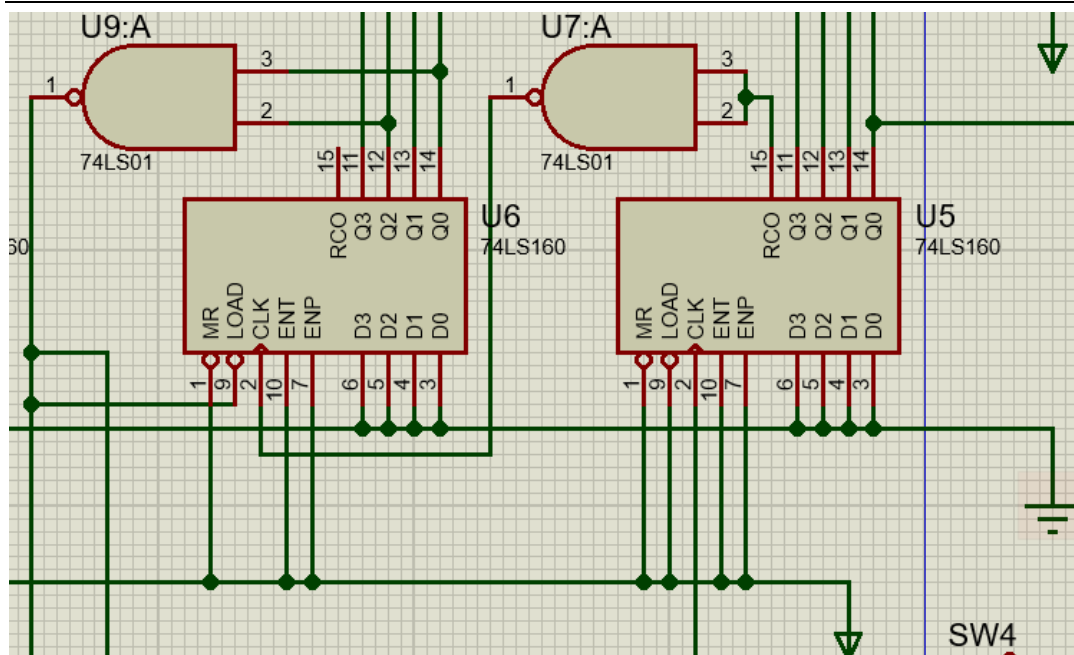 U9:A
U7:A
1
3
2
1
3
2
74LS01
74LS01
15
11
12
13
14
15
11
12
13
14
U6
74LS160
U5
74LS160
60
RCO
Q3
Q2
Q1
Q0
RCO
Q3
Q2
Q1
Q0
MR
LOAD
CLK
ENT
ENP
D3
D2
D1
D0
MR
LOAD
CLK
ENT
ENP
D3
D2
D1
D0
1
9
2
10
7
6
5
4
3
1
9
2
10
7
6
5
4
3
SW4